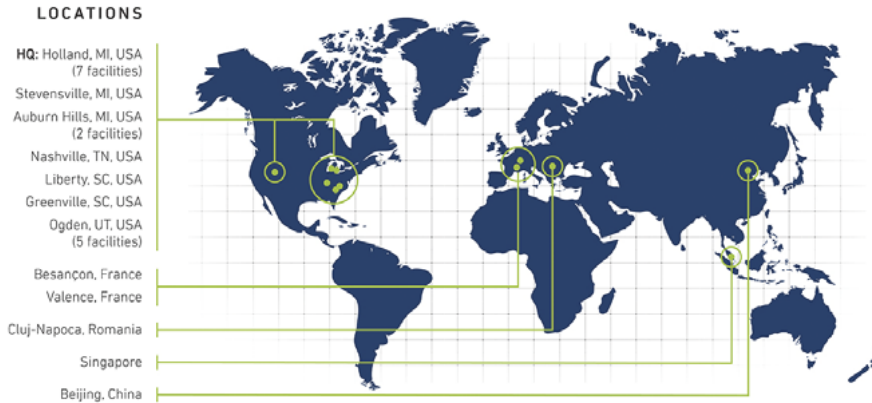 LOCATIONS
HQ: Holland, MI, USA
(7 facilities)
Stevensville, MI, USA
Auburn Hills, MI, USA
(2 facilities)
Nashville, TN, USA
Liberty, SC, USA
Greenville, SC, USA
Ogden, UT, USA
(5 facilities)
Besançon, France
Valence, France
Cluj-Napoca, Romania
Singapore
Beijing, China